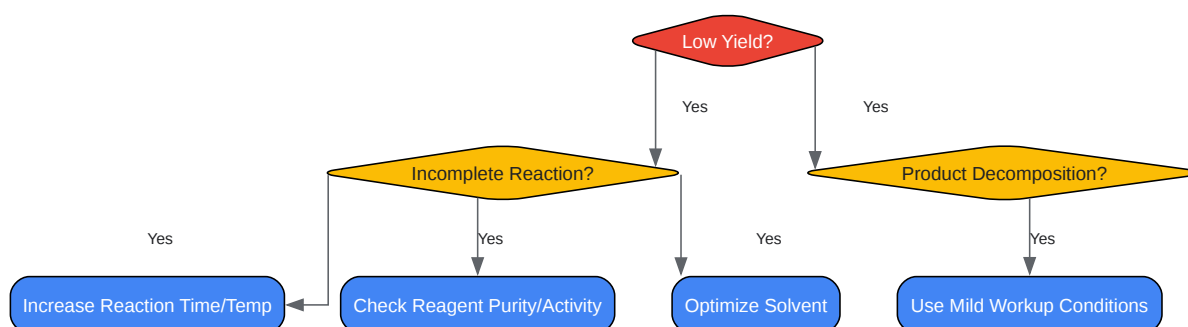 Low Yield?
Yes
Yes
Incomplete Reaction?
Product Decomposition?
Yes
Yes
Yes
Yes
Increase Reaction Time/Temp
Check Reagent Purity/Activity
Optimize Solvent
Use Mild Workup Conditions